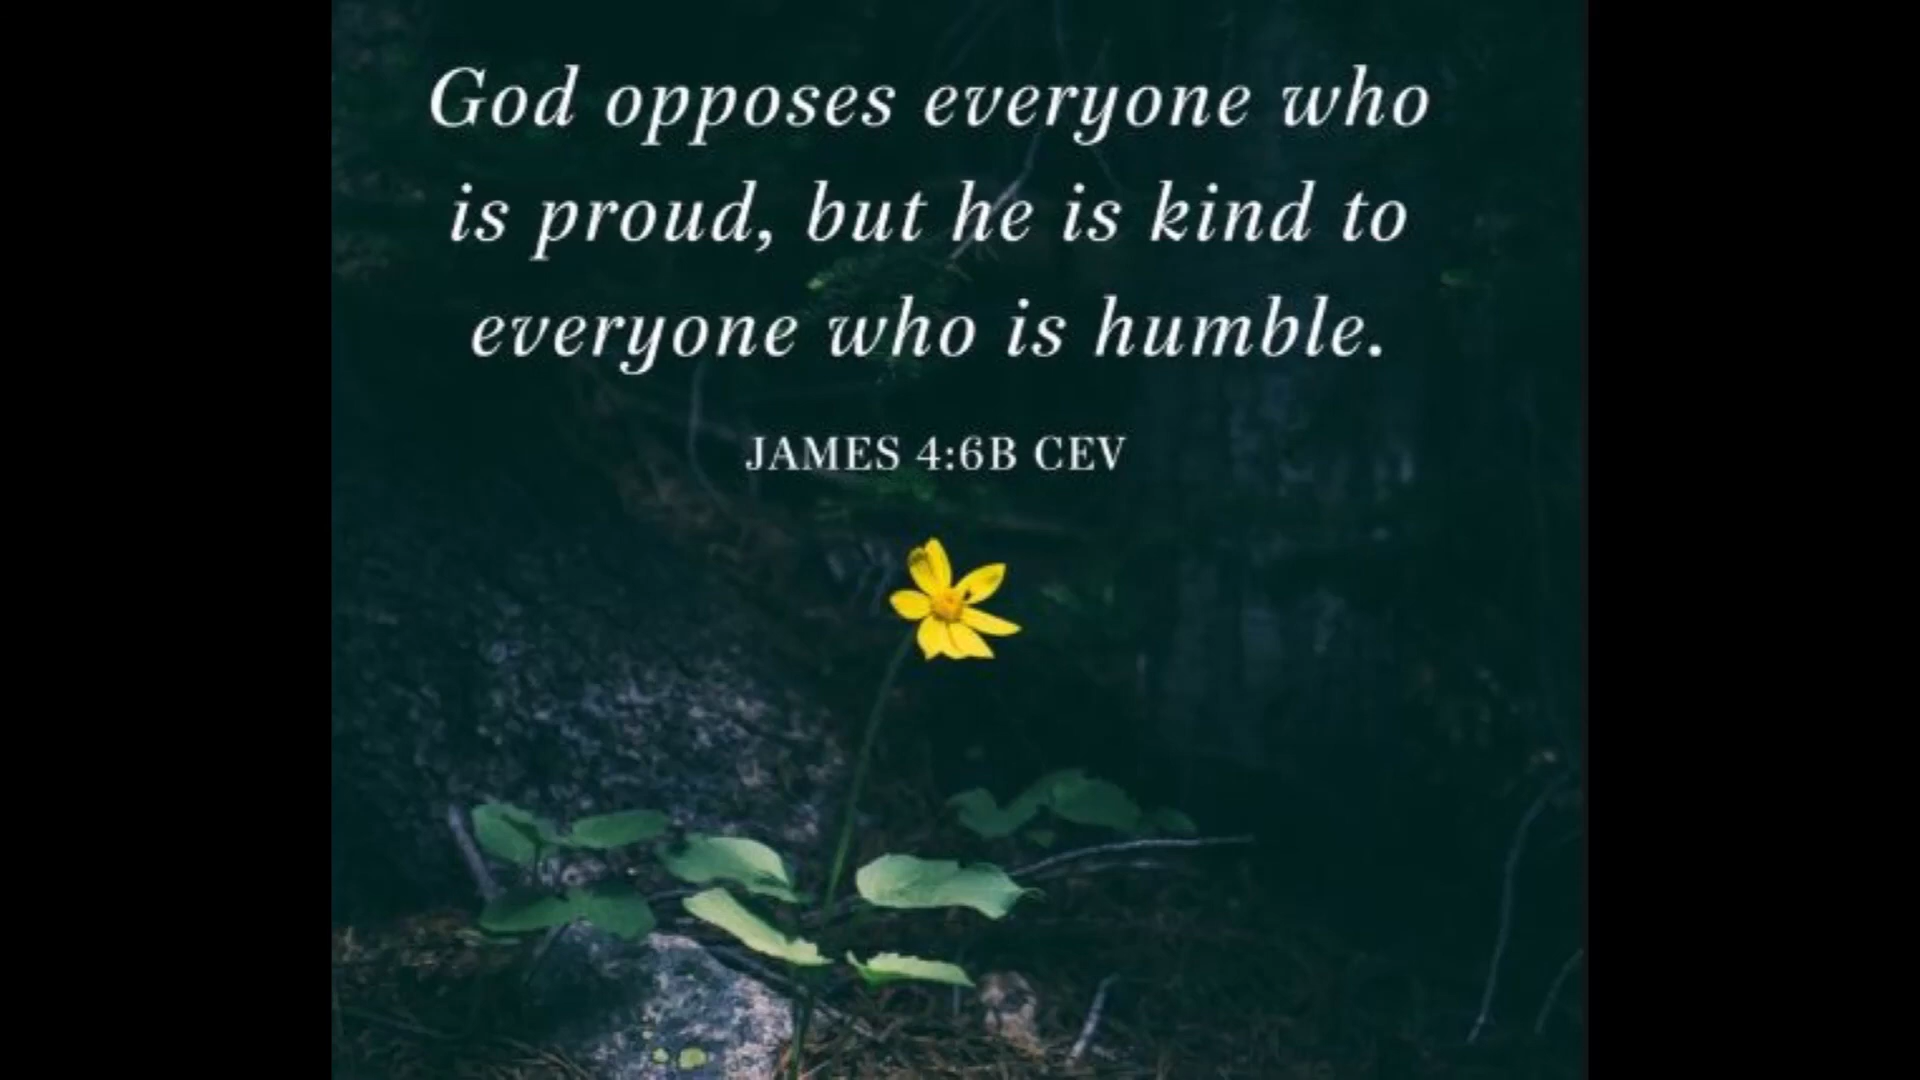 God opposes everyone who
is proud, but he is kind to
everyone who is humble.
JAMES 4:6B CEV